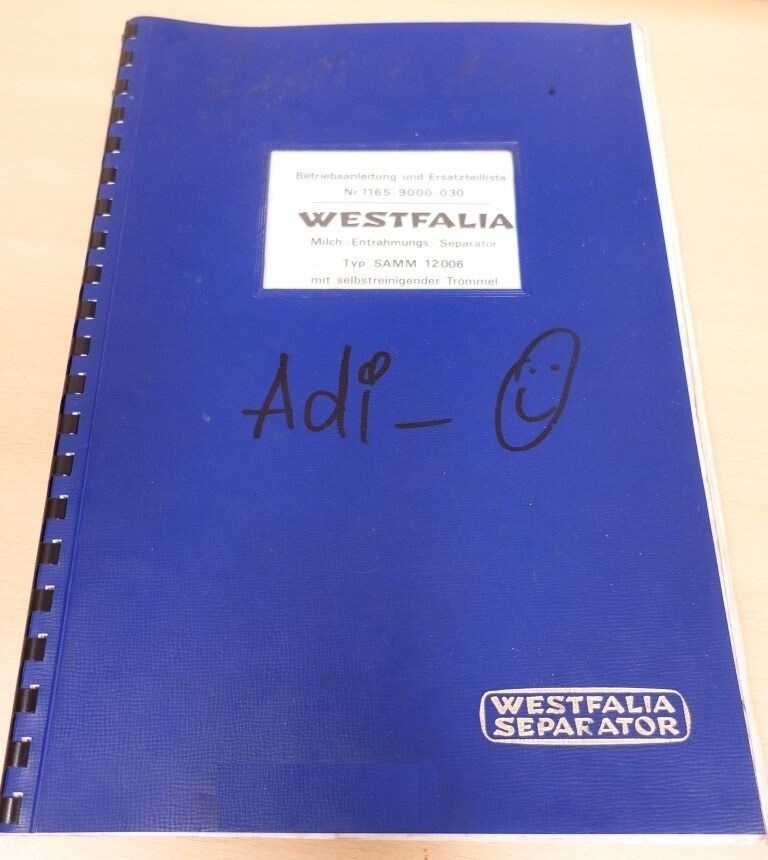 Betriebsanleitung und Ersatzteilliste
Nr. 1165-9000-030
WESTFALIA
Milch-Entrahmungs-Separator
Typ SAMM 12006
mit selbstreinigender Trommel
Adi –
WESTFALIA
SEPARATOR